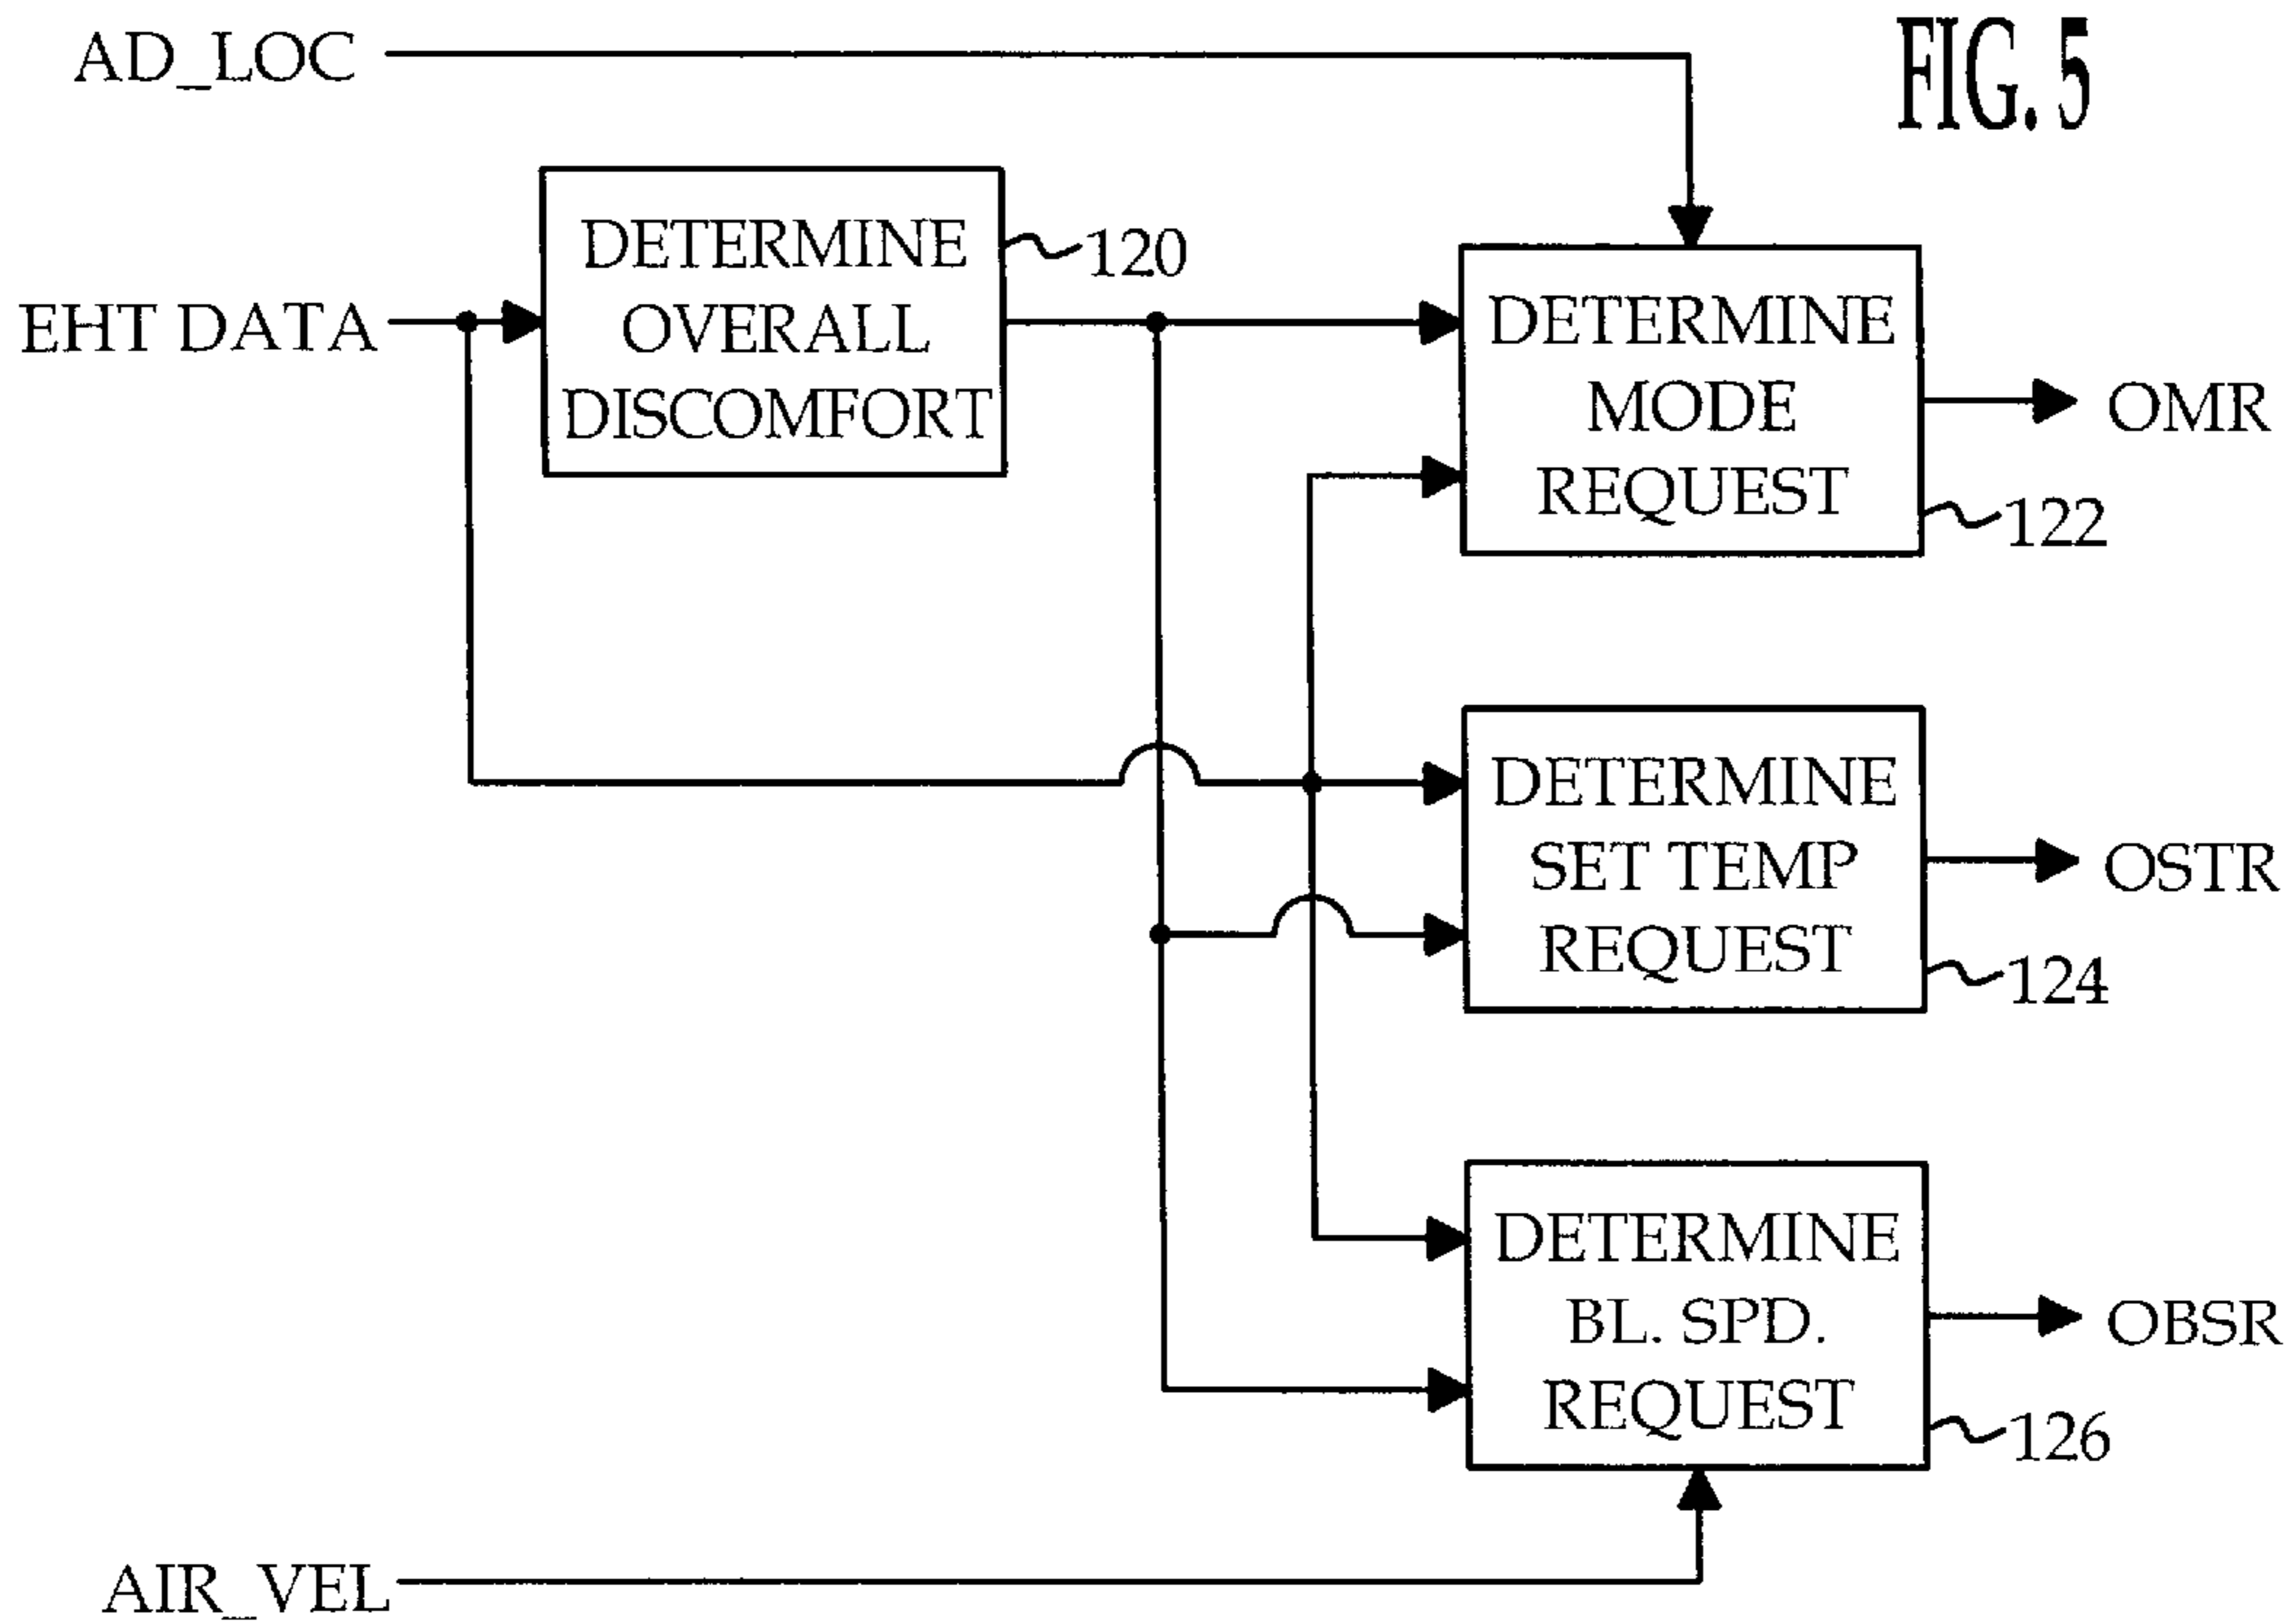 AD_LOC
FIG. 5
DETERMINE
OVERALL
DISCOMFORT
120
EHT DATA
DETERMINE
MODE
REQUEST
122
OMR
DETERMINE
SET TEMP
REQUEST
124
OSTR
DETERMINE
BL. SPD.
REQUEST
126
OBSR
AIR_VEL